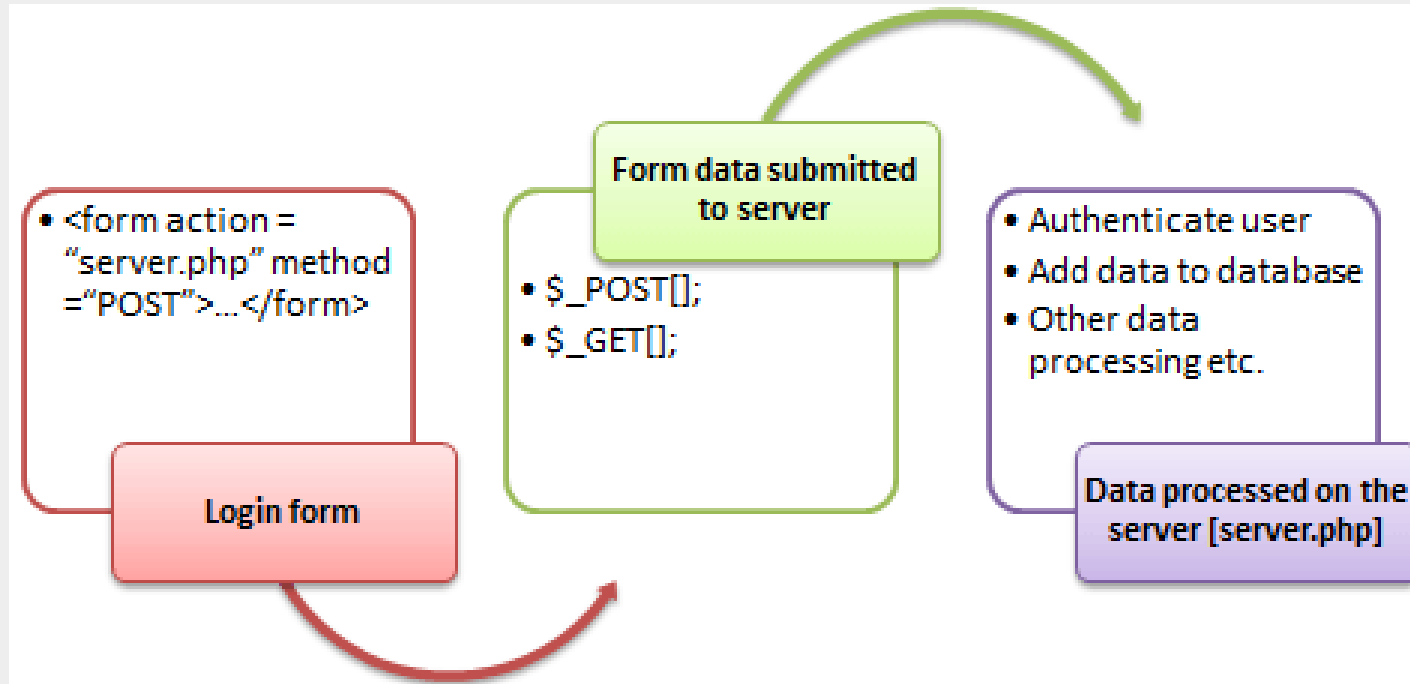 • <form action =
“server.php” method
=“POST”>...</form>
Login form
Form data submitted
to server
• $_POST[];
• $_GET[];
• Authenticate user
• Add data to database
• Other data
processing etc.
Data processed on the
server [server.php]